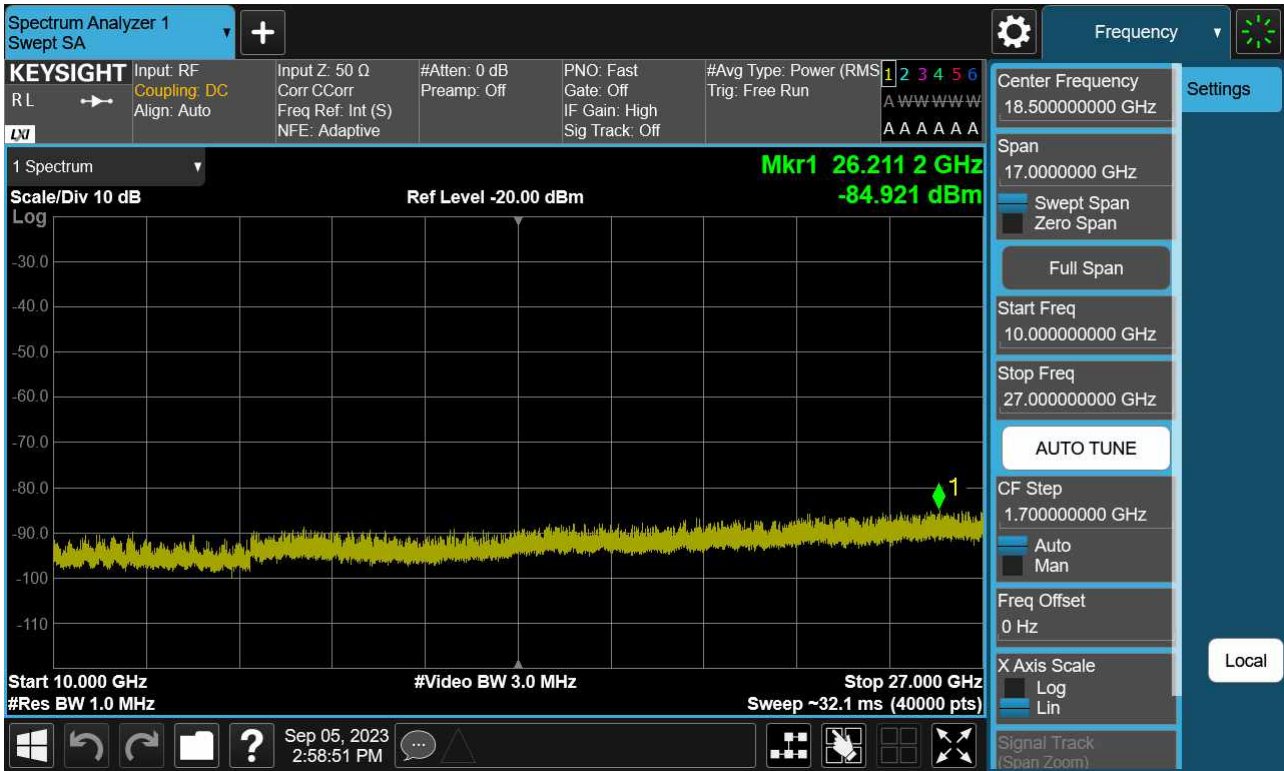 Spectrum Analyzer 1
Swept SA
+
Frequency
KEYSIGHT
R L
LXI
Input: RF
Coupling: DC
Align: Auto
Input Z: 50 Ω
Corr CCorr
Freq Ref: Int (S)
NFE: Adaptive
#Atten: 0 dB
Preamp: Off
PNO: Fast
Gate: Off
IF Gain: High
Sig Track: Off
#Avg Type: Power (RMS
Trig: Free Run
1 2 3 4 5 6
A W W W W W
A A A A A A
1 Spectrum
Mkr1 26.211 2 GHz
-84.921 dBm
Scale/Div 10 dB
Ref Level -20.00 dBm
Log
-30.0
-40.0
-50.0
-60.0
-70.0
-80.0
1
-90.0
-100
-110
Start 10.000 GHz
#Video BW 3.0 MHz
Stop 27.000 GHz
#Res BW 1.0 MHz
Sweep ~32.1 ms (40000 pts)
Center Frequency
18.500000000 GHz
Span
17.0000000 GHz
Swept Span
Zero Span
Full Span
Start Freq
10.000000000 GHz
Stop Freq
27.000000000 GHz
AUTO TUNE
CF Step
1.700000000 GHz
Auto
Man
Freq Offset
0 Hz
X Axis Scale
Log
Lin
Signal Track
(Span Zoom)
Settings
Local
?
Sep 05, 2023
2:58:51 PM